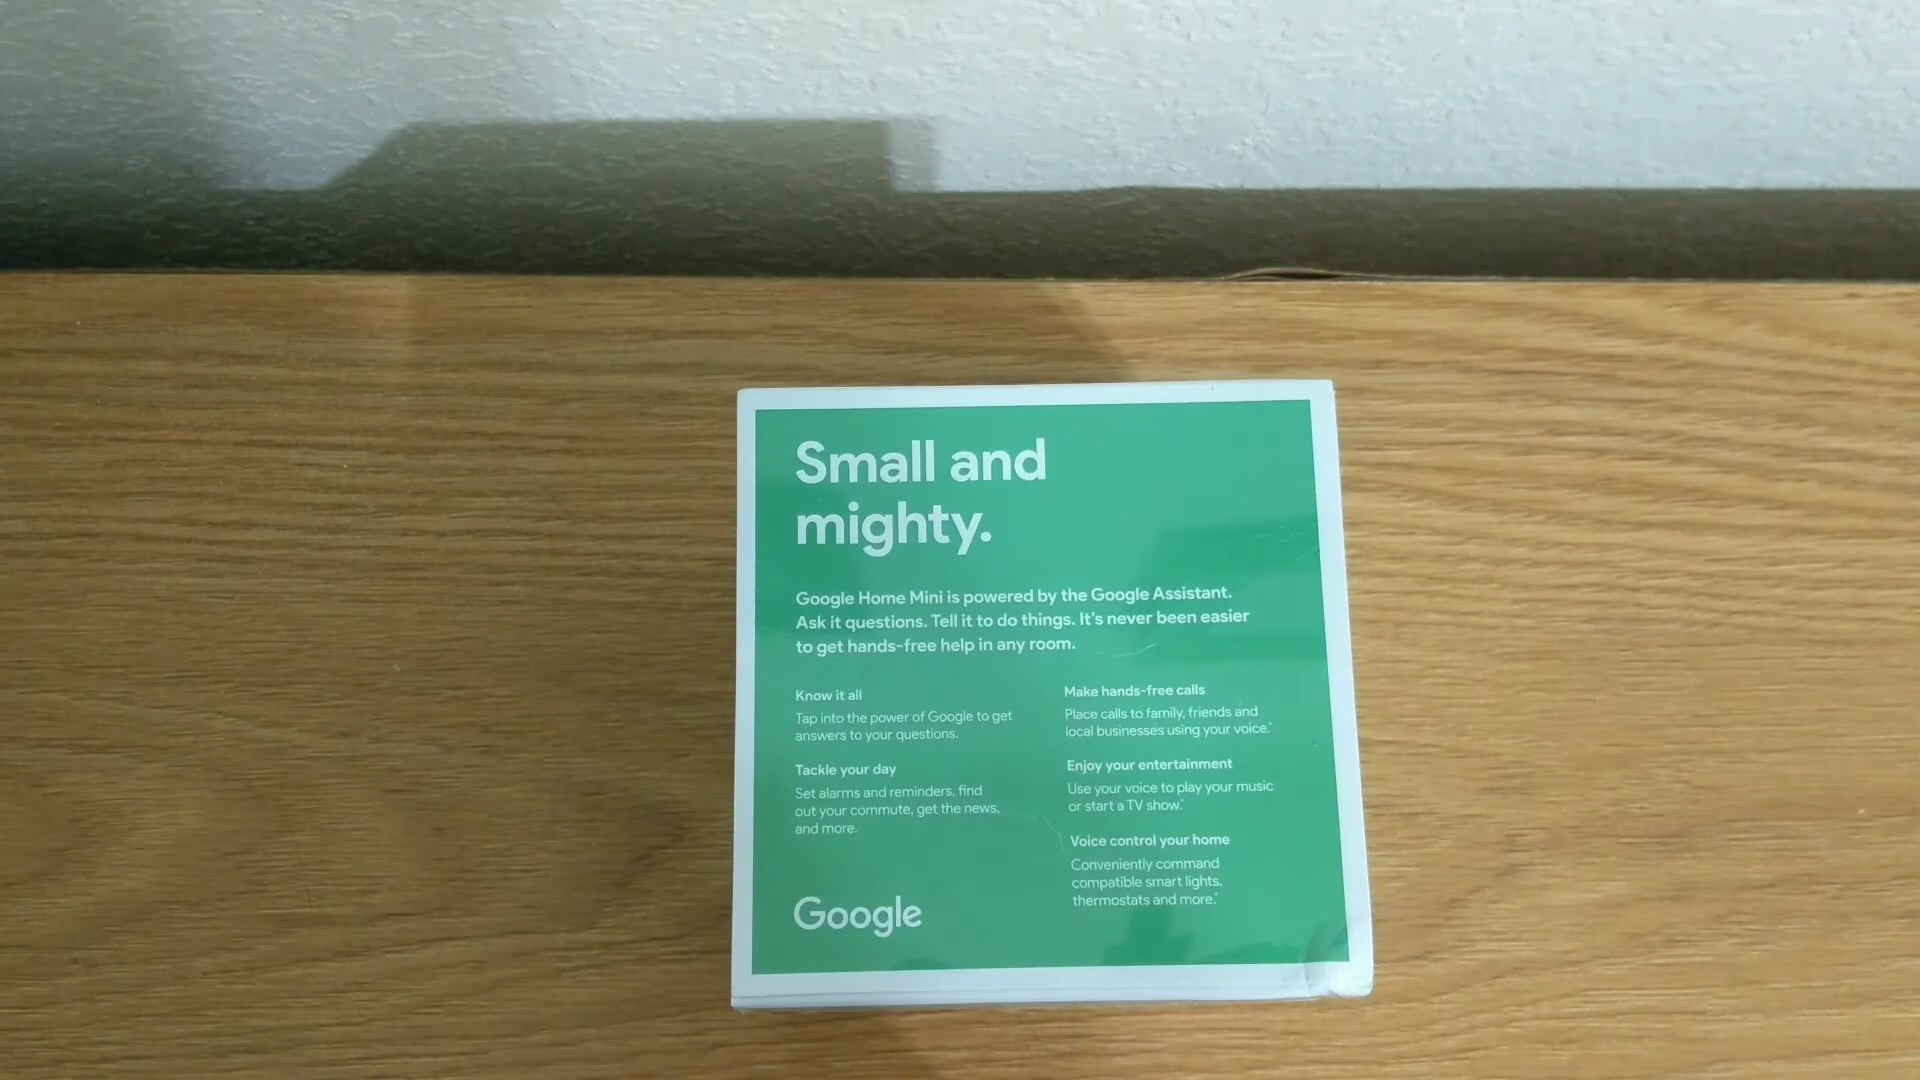 Small and
mighty.
Google Home Mini is powered by the Google Assistant.
Ask it questions. Tell it to do things. It's never been easier
to get hands-free help in any room.
Know it all
Tap into the power of Google to get
answers to your questions.
Tackle your day
Set alarms and reminders, find
out your commute, get the news,
and more.
Make hands-free calls
Place calls to family, friends and
local businesses using your voice.*
Enjoy your entertainment
Use your voice to play your music
or start a TV show.*
Voice control your home
Conveniently command
compatible smart lights,
thermostats and more.*
Google